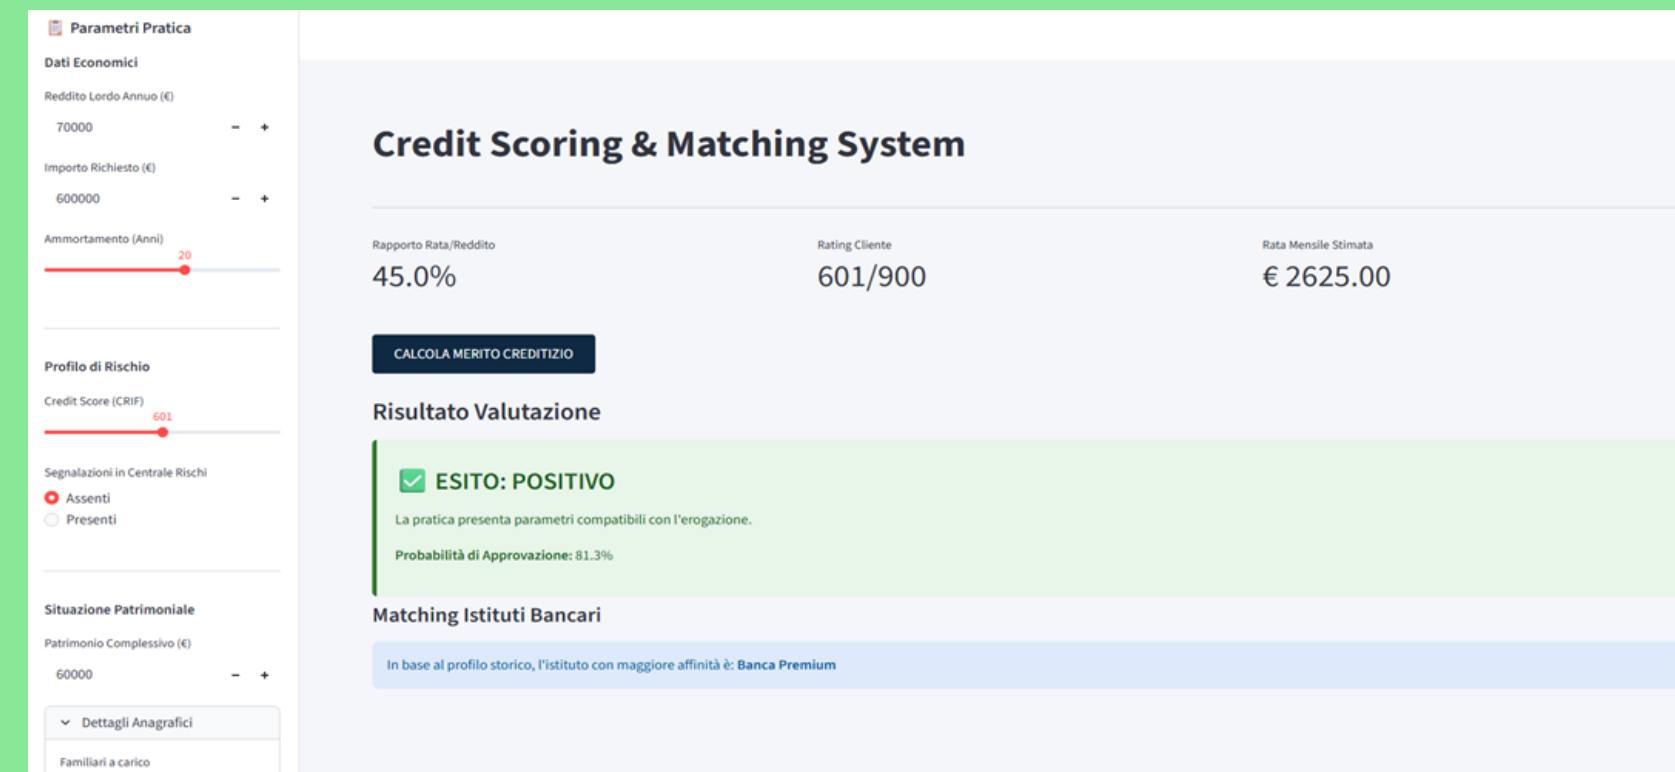 Parametri Pratica
Dati Economici
Reddito Lordo Annuo (€)
70000
Importo Richiesto (€)
600000
Ammortamento (Anni)
20
Profilo di Rischio
Credit Score (CRIF)
601
Segnalazioni in Centrale Rischi
Assenti
Presenti
Situazione Patrimoniale
Patrimonio Complessivo (€)
60000
Dettagli Anagrafici
Familiari a carico
Credit Scoring & Matching System
Rapporto Rata/Reddito
45.0%
Rating Cliente
601/900
Rata Mensile Stimata
€ 2625.00
CALCOLA MERITO CREDITIZIO
Risultato Valutazione
ESITO: POSITIVO
La pratica presenta parametri compatibili con l'erogazione.
Probabilità di Approvazione: 81.3%
Matching Istituti Bancari
In base al profilo storico, l'istituto con maggiore affinità è: Banca Premium